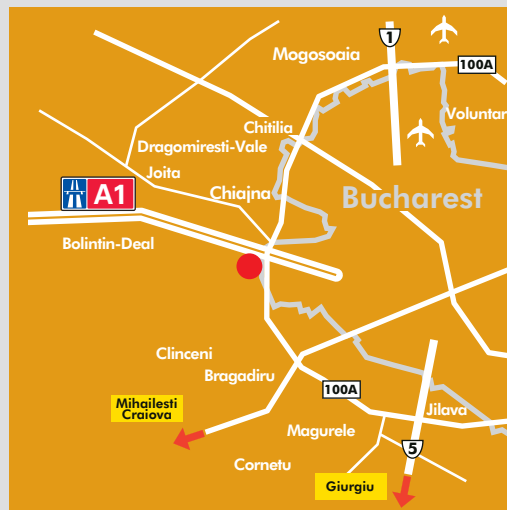 1
Mogosoaia
100A
Voluntar
Chitilia
Dragomiresti-Vale
Joita
A1
Chiajna
Bucharest
Bolintin-Deal
Clinceni
Bragadiru
100A
Mihailesti
Craiova
Jilava
Magurele
5
Cornetu
Giurgiu